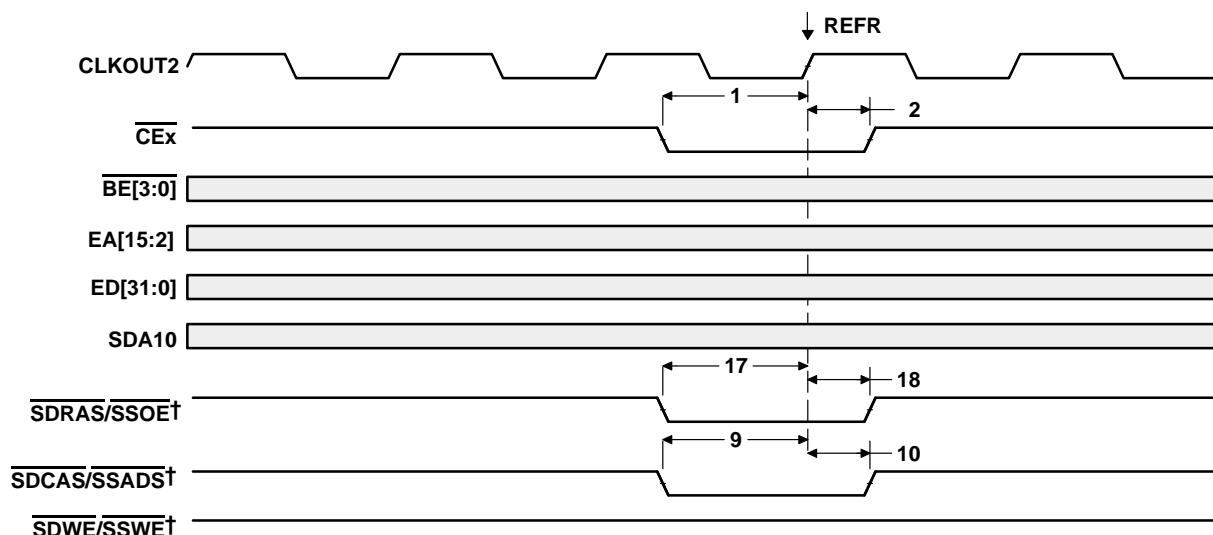 REFR
CLKOUT2
1
2
CEx
BE[3:0]
EA[15:2]
ED[31:0]
SDA10
17
18
SDRAS/SSOE†
9
10
SDCAS/SSADS†
SDWE/SSWE†